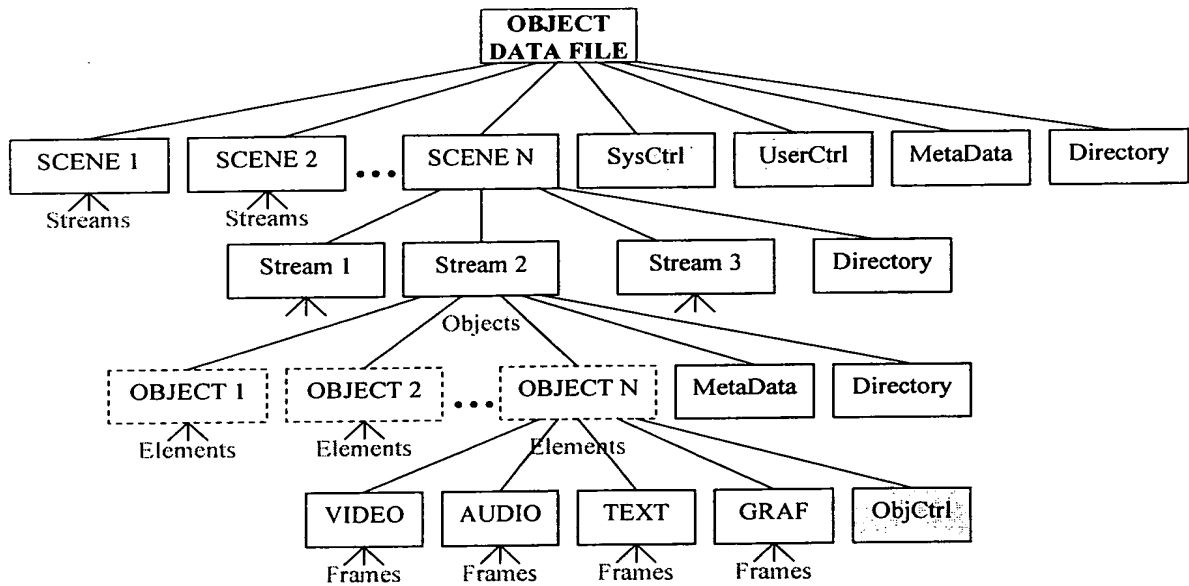 OBJECT
DATA FILE
SCENE 1
SCENE 2
•••
SCENE N
SysCtrl
UserCtrl
MetaData
Directory
Streams
Streams
Stream 1
Stream 2
Stream 3
Directory
Objects
OBJECT 1
OBJECT 2
•••
OBJECT N
MetaData
Directory
Elements
Elements
Elements
VIDEO
AUDIO
TEXT
GRAF
ObjCtrl
Frames
Frames
Frames
Frames